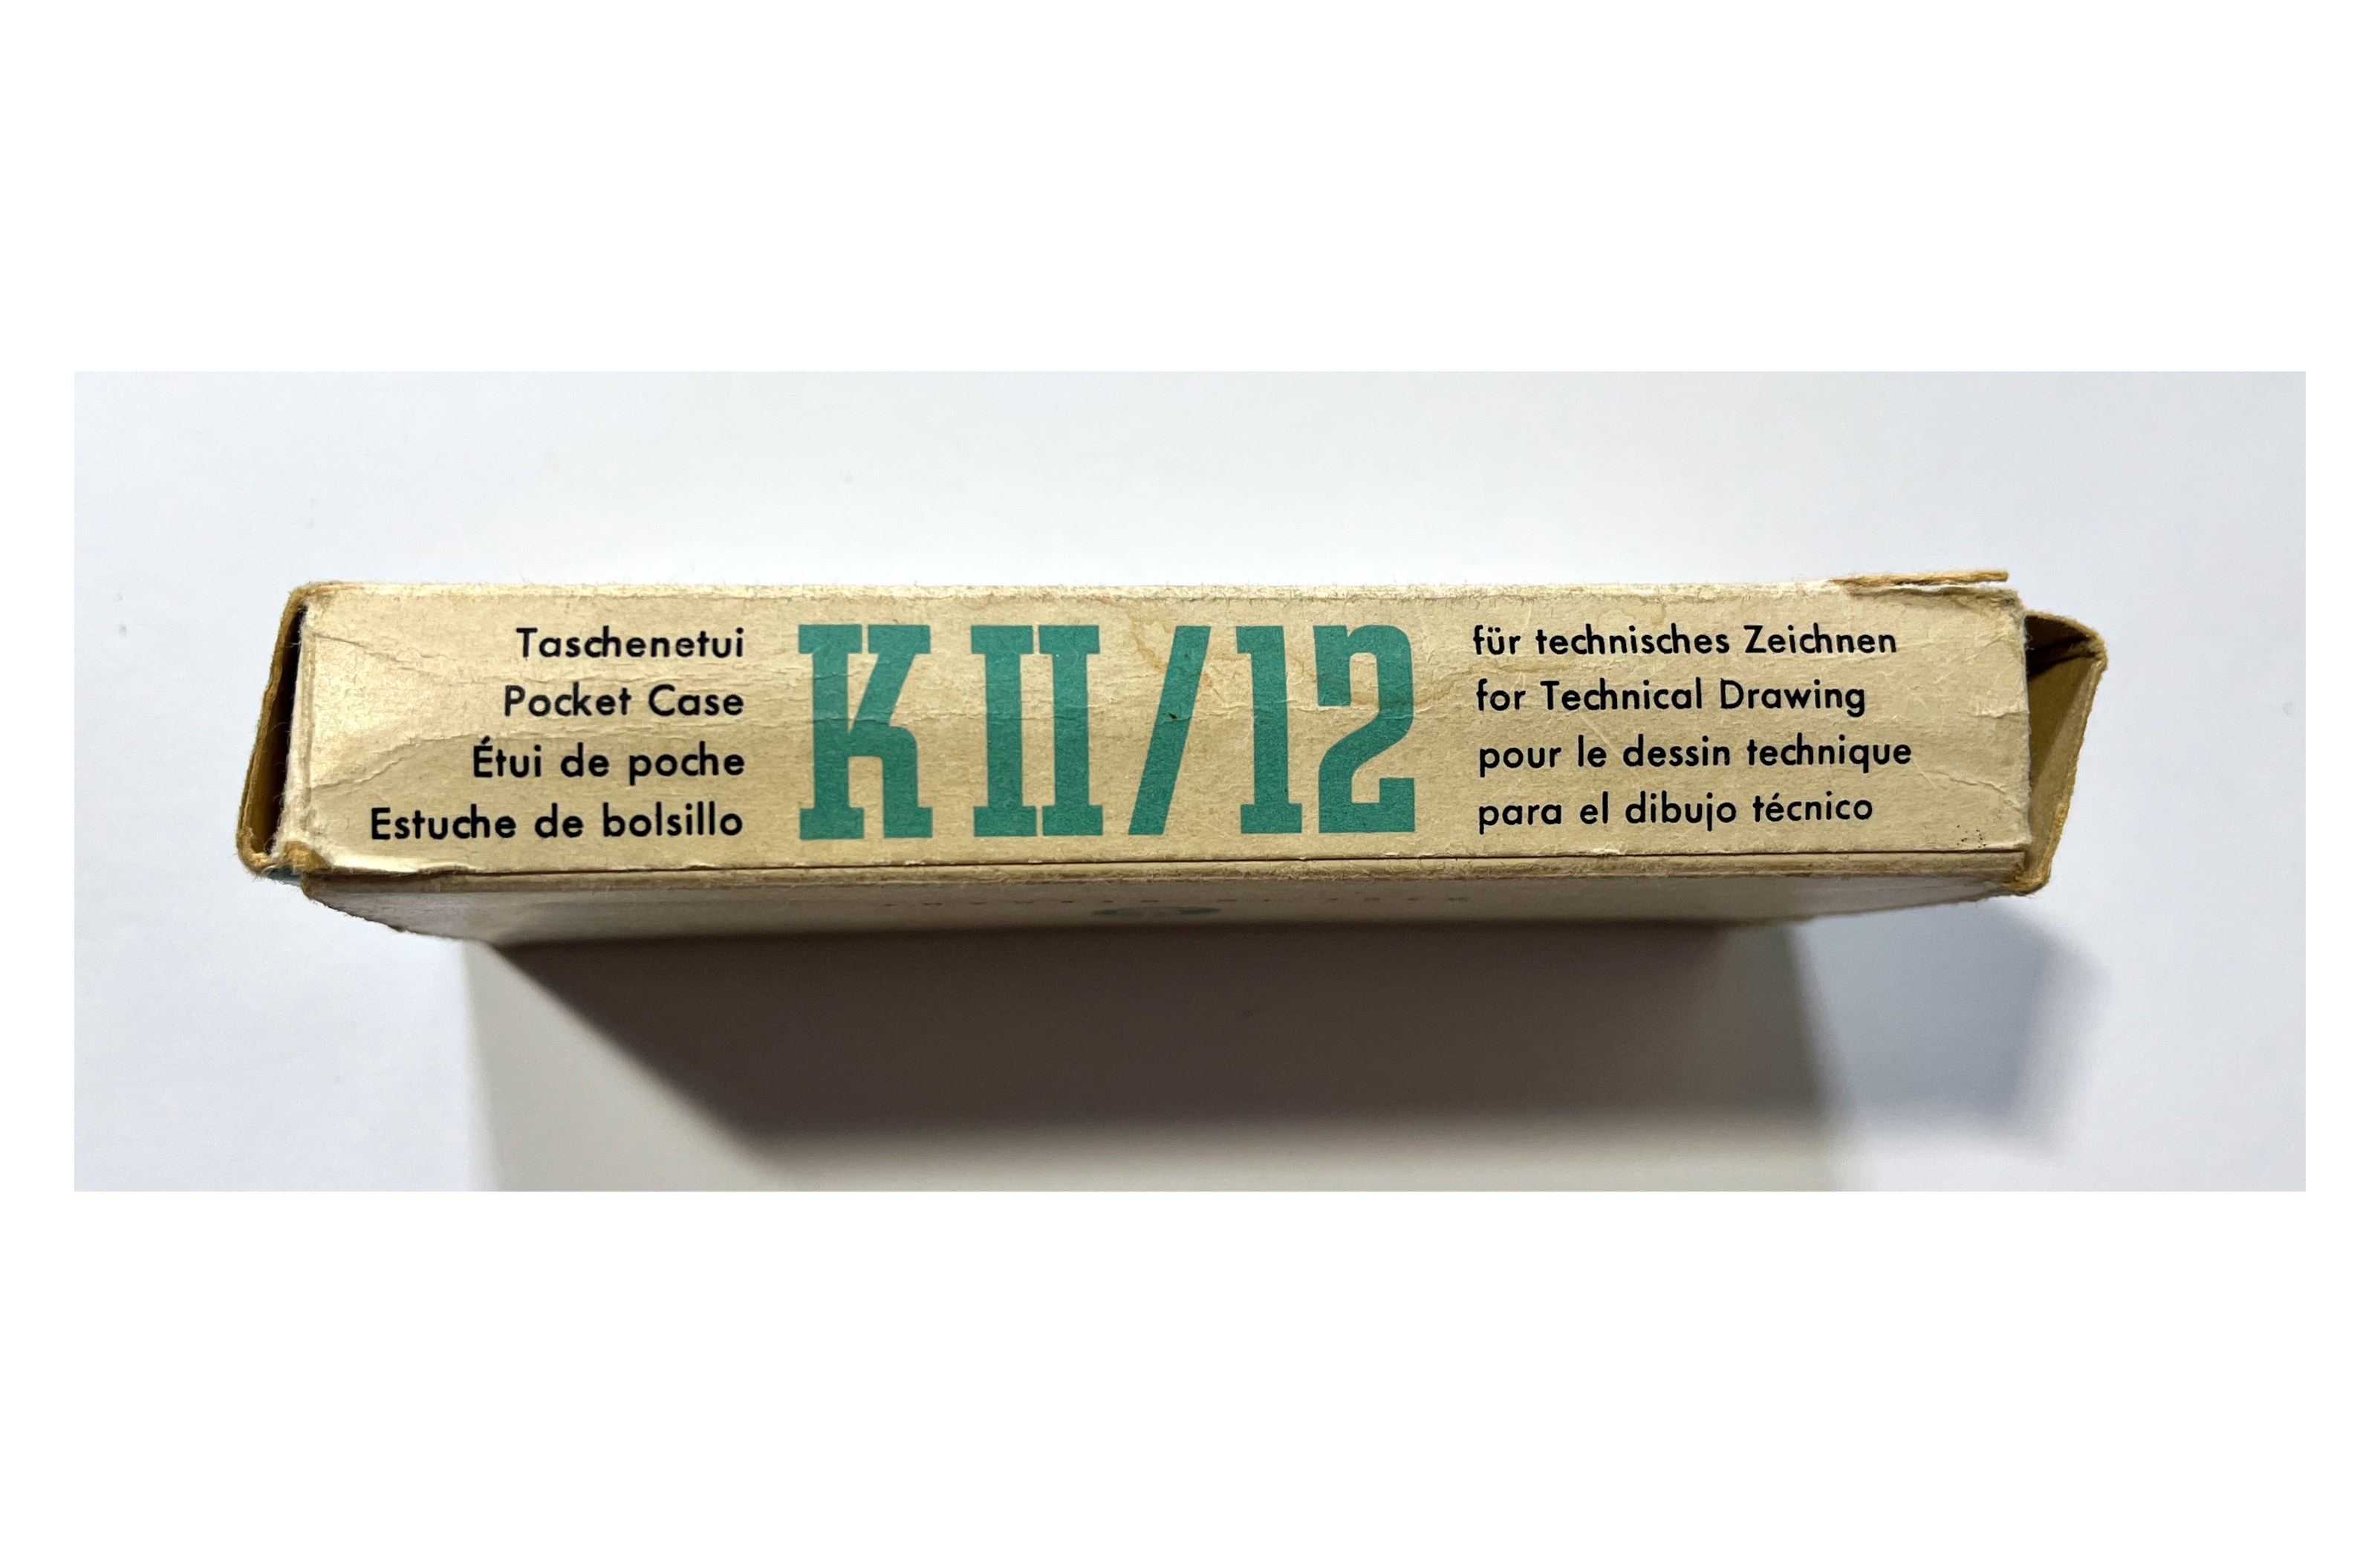 Taschenetui
Pocket Case
Étui de poche
Estuche de bolsillo
K II/12
für technisches Zeichnen
for Technical Drawing
pour le dessin technique
para el dibujo técnico